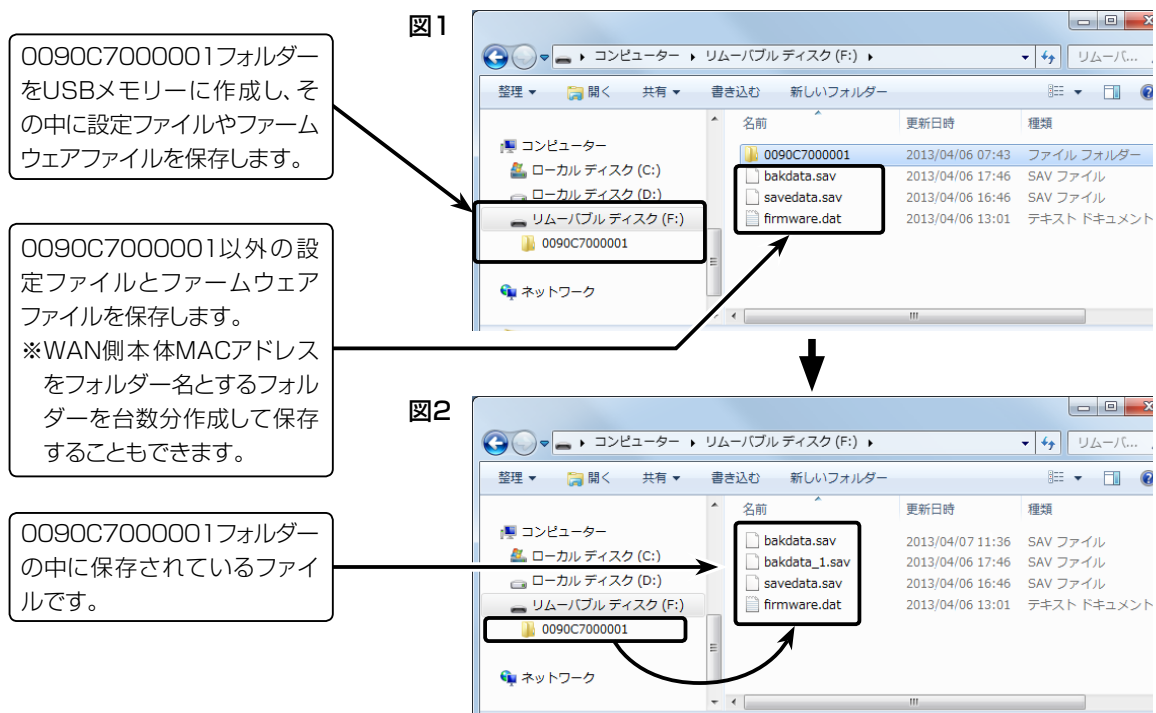 0090C7000001フォルダー
をUSBメモリーに作成し、そ
の中に設定ファイルやファーム
ウェアファイルを保存します。
0090C7000001以外の設
定ファイルとファームウェア
ファイルを保存します。
※WAN側本体MACアドレス
をフォルダー名とするフォル
ダーを台数分作成して保存
することもできます。
0090C7000001フォルダー
の中に保存されているファイ
ルです。
図1
コンピューター リムーバブル ディスク (F:) リムーバ...
整理 開く 共有 書き込む 新しいフォルダー
名前 更新日時 種類
コンピューター
ローカル ディスク (C:)
ローカル ディスク (D:)
リムーバブル ディスク (F:)
0090C7000001
ネットワーク
0090C7000001 2013/04/06 07:43 ファイル フォルダー
bakdata.sav 2013/04/06 17:46 SAV ファイル
savedata.sav 2013/04/06 16:46 SAV ファイル
firmware.dat 2013/04/06 13:01 テキスト ドキュメント
図2
コンピューター リムーバブル ディスク (F:) リムーバ...
整理 開く 共有 書き込む 新しいフォルダー
名前 更新日時 種類
コンピューター
ローカル ディスク (C:)
ローカル ディスク (D:)
リムーバブル ディスク (F:)
0090C7000001
ネットワーク
bakdata.sav 2013/04/07 11:36 SAV ファイル
bakdata_1.sav 2013/04/06 17:46 SAV ファイル
savedata.sav 2013/04/06 16:46 SAV ファイル
firmware.dat 2013/04/06 13:01 テキスト ドキュメント